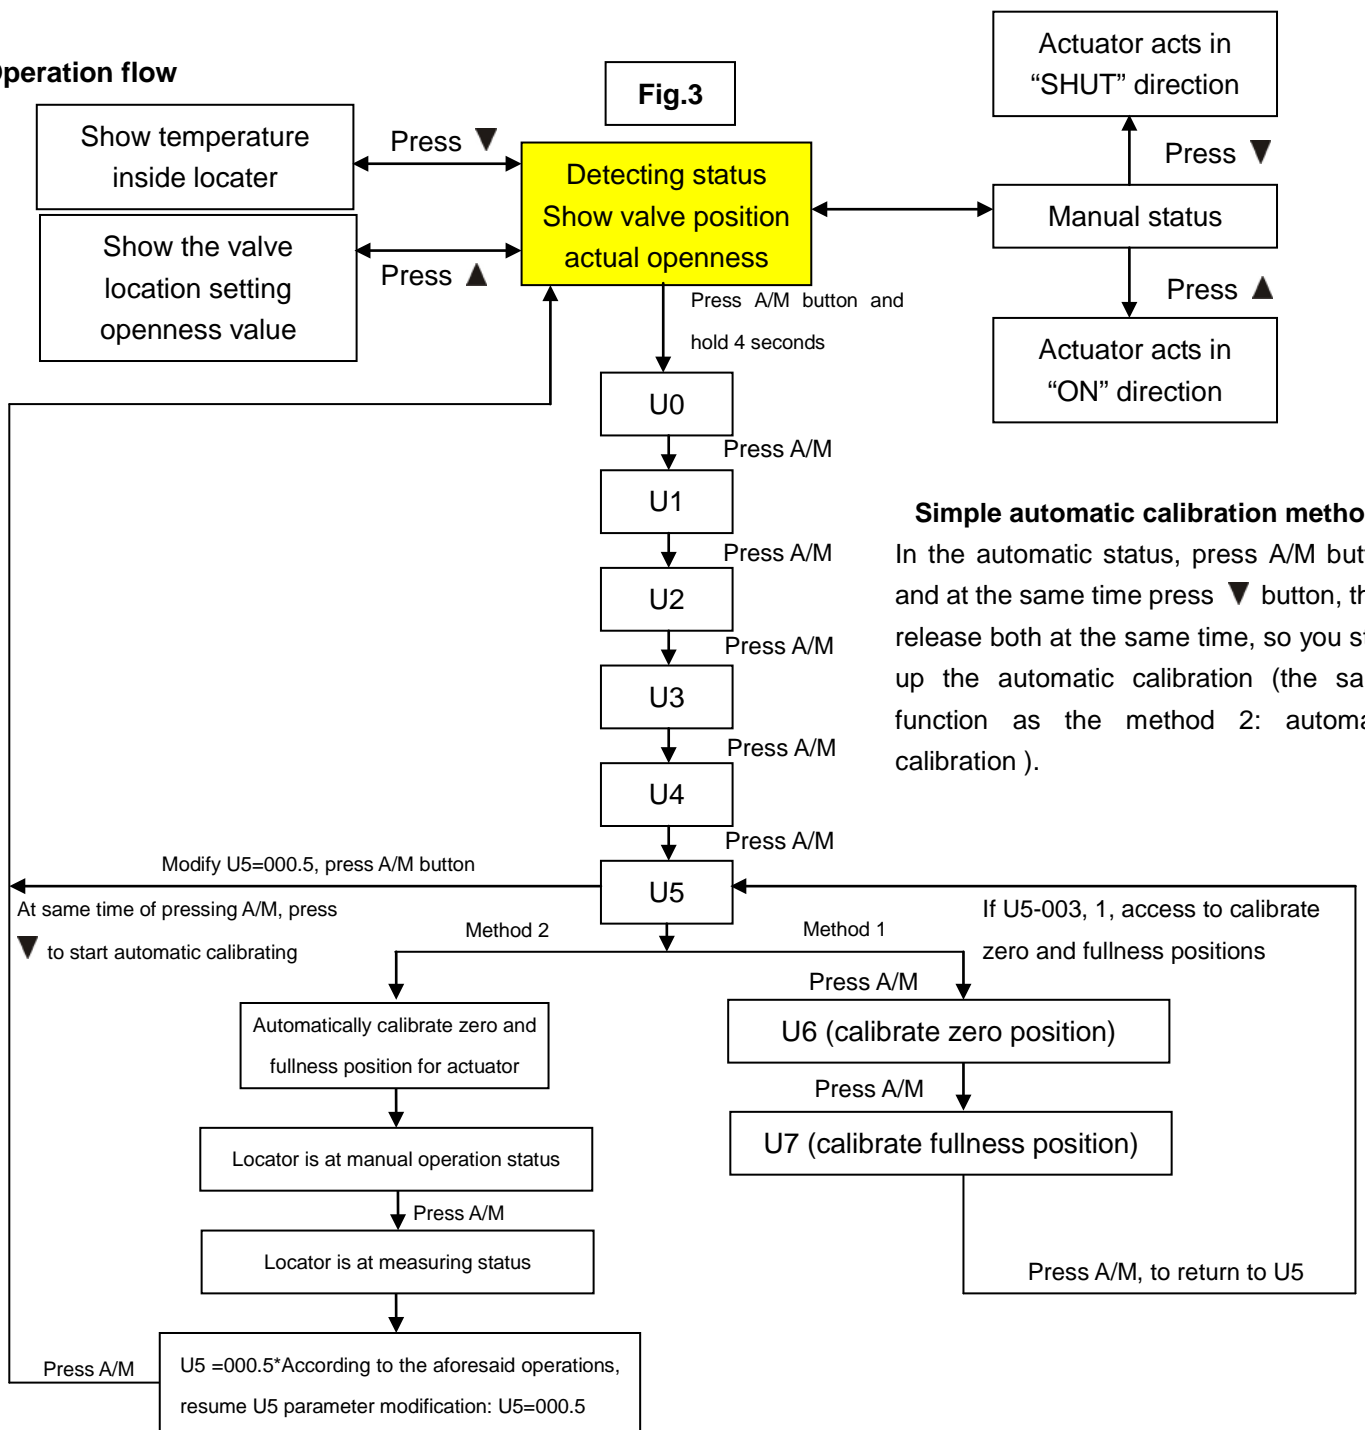 Operation flow
Fig.3
Show temperature
inside locater
Press ▼
Show the valve
location setting
openness value
Press ▲
Detecting status
Show valve position
actual openness
Actuator acts in
“SHUT” direction
Press ▼
Manual status
Press ▲
Actuator acts in
“ON” direction
Press A/M button and
hold 4 seconds
U0
Press A/M
U1
Press A/M
U2
Press A/M
U3
Press A/M
U4
Press A/M
U5
Simple automatic calibration metho
In the automatic status, press A/M but
and at the same time press ▼ button, th
release both at the same time, so you st
up the automatic calibration (the sa
function as the method 2: automa
calibration ).
Modify U5=000.5, press A/M button
At same time of pressing A/M, press
▼ to start automatic calibrating
Method 2
Method 1
If U5-003, 1, access to calibrate
zero and fullness positions
Press A/M
Automatically calibrate zero and
fullness position for actuator
U6 (calibrate zero position)
Press A/M
U7 (calibrate fullness position)
Locator is at manual operation status
Press A/M
Locator is at measuring status
Press A/M, to return to U5
Press A/M
U5 =000.5*According to the aforesaid operations,
resume U5 parameter modification: U5=000.5